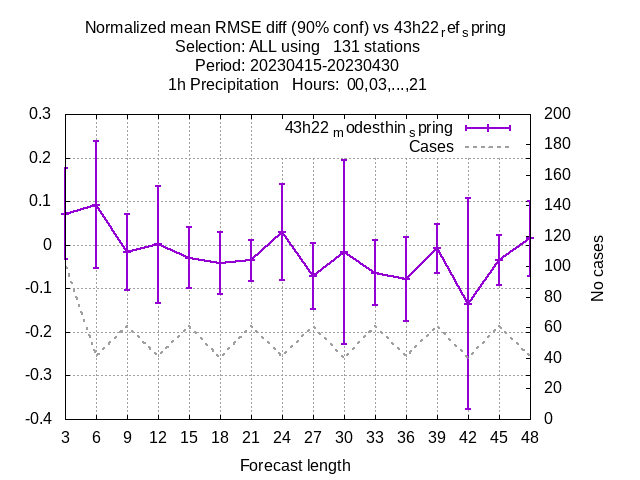 Normalized mean RMSE diff (90% conf) vs 43h22refspring
Selection: ALL using 131 stations
Period: 20230415-20230430
1h Precipitation Hours: 00,03,...,21
43h22 modesthinspring
Cases
0.3
0.2
0.1
0
-0.1
-0.2
-0.3
-0.4
200
180
160
140
120
100
80
60
40
20
0
No cases
3 6 9 12 15 18 21 24 27 30 33 36 39 42 45 48
Forecast length